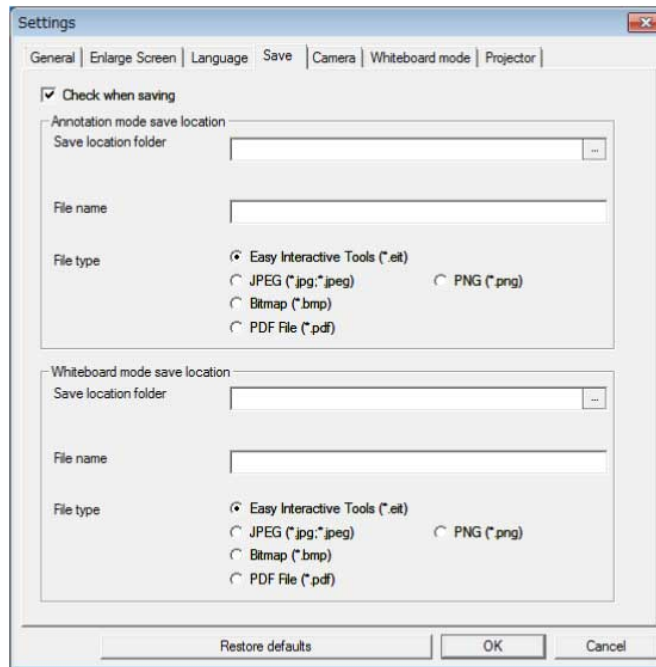 Settings
General Enlarge Screen Language Save Camera Whiteboard mode Projector
Check when saving
Annotation mode save location
Save location folder
...
File name
File type
Easy Interactive Tools (*.eit)
JPEG (*.jpg;*.jpeg) PNG (*.png)
Bitmap (*.bmp)
PDF File (*.pdf)
Whiteboard mode save location
Save location folder
...
File name
File type
Easy Interactive Tools (*.eit)
JPEG (*.jpg;*.jpeg) PNG (*.png)
Bitmap (*.bmp)
PDF File (*.pdf)
Restore defaults OK Cancel